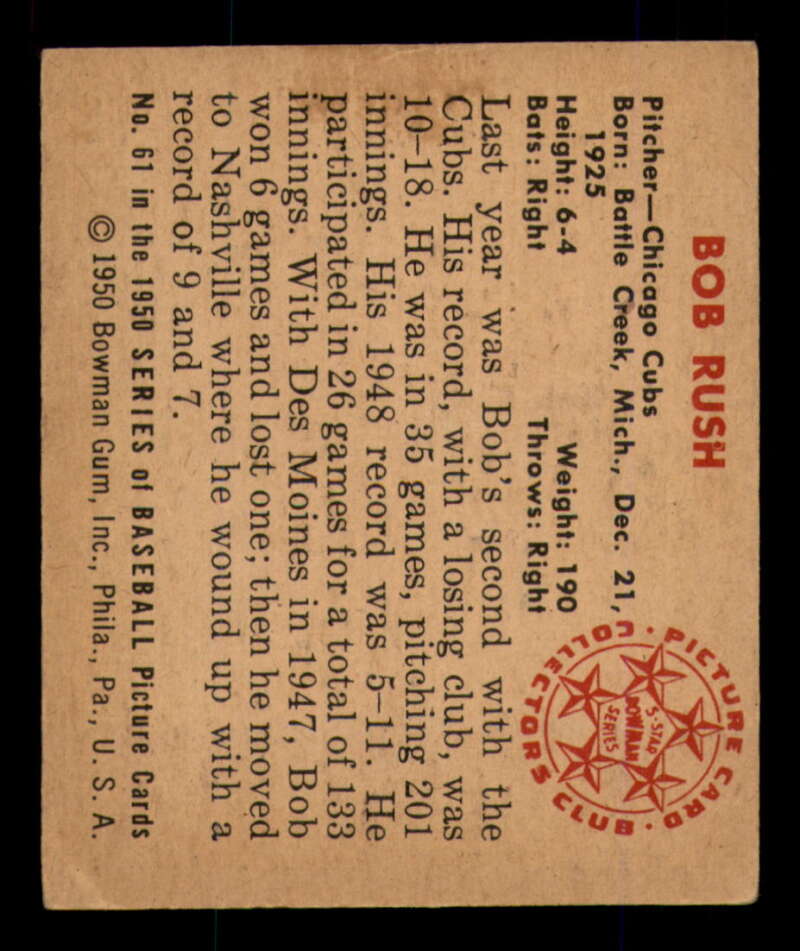 BOB RUSH
Pitcher—Chicago Cubs
Born: Battle Creek, Mich., Dec. 21,
1925
Height: 6-4 Weight: 190
Bats: Right Throws: Right
PICTURE CARD COLLECTORS CLUB
5-STAR
BOWMAN
SERIES
Last year was Bob's second with the
Cubs. His record, with a losing club, was
10–18. He was in 35 games, pitching 201
innings. His 1948 record was 5–11. He
participated in 26 games for a total of 133
innings. With Des Moines in 1947, Bob
won 6 games and lost one; then he moved
to Nashville where he wound up with a
record of 9 and 7.
No. 61 in the 1950 SERIES of BASEBALL Picture Cards
© 1950 Bowman Gum, Inc., Phila., Pa., U. S. A.